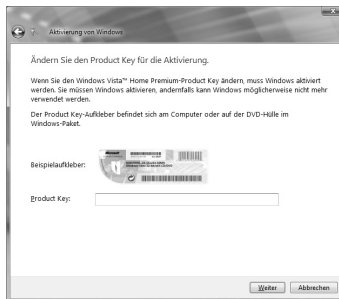 Aktivierung von Windows
Ändern Sie den Product Key für die Aktivierung.
Wenn Sie den Windows Vista™ Home Premium-Product Key ändern, muss Windows aktiviert
werden. Sie müssen Windows aktivieren, andernfalls kann Windows möglicherweise nicht mehr
verwendet werden.
Der Product Key-Aufkleber befindet sich am Computer oder auf der DVD-Hülle im
Windows-Paket.
Beispielaufkleber:
Product Key:
Weiter
Abbrechen